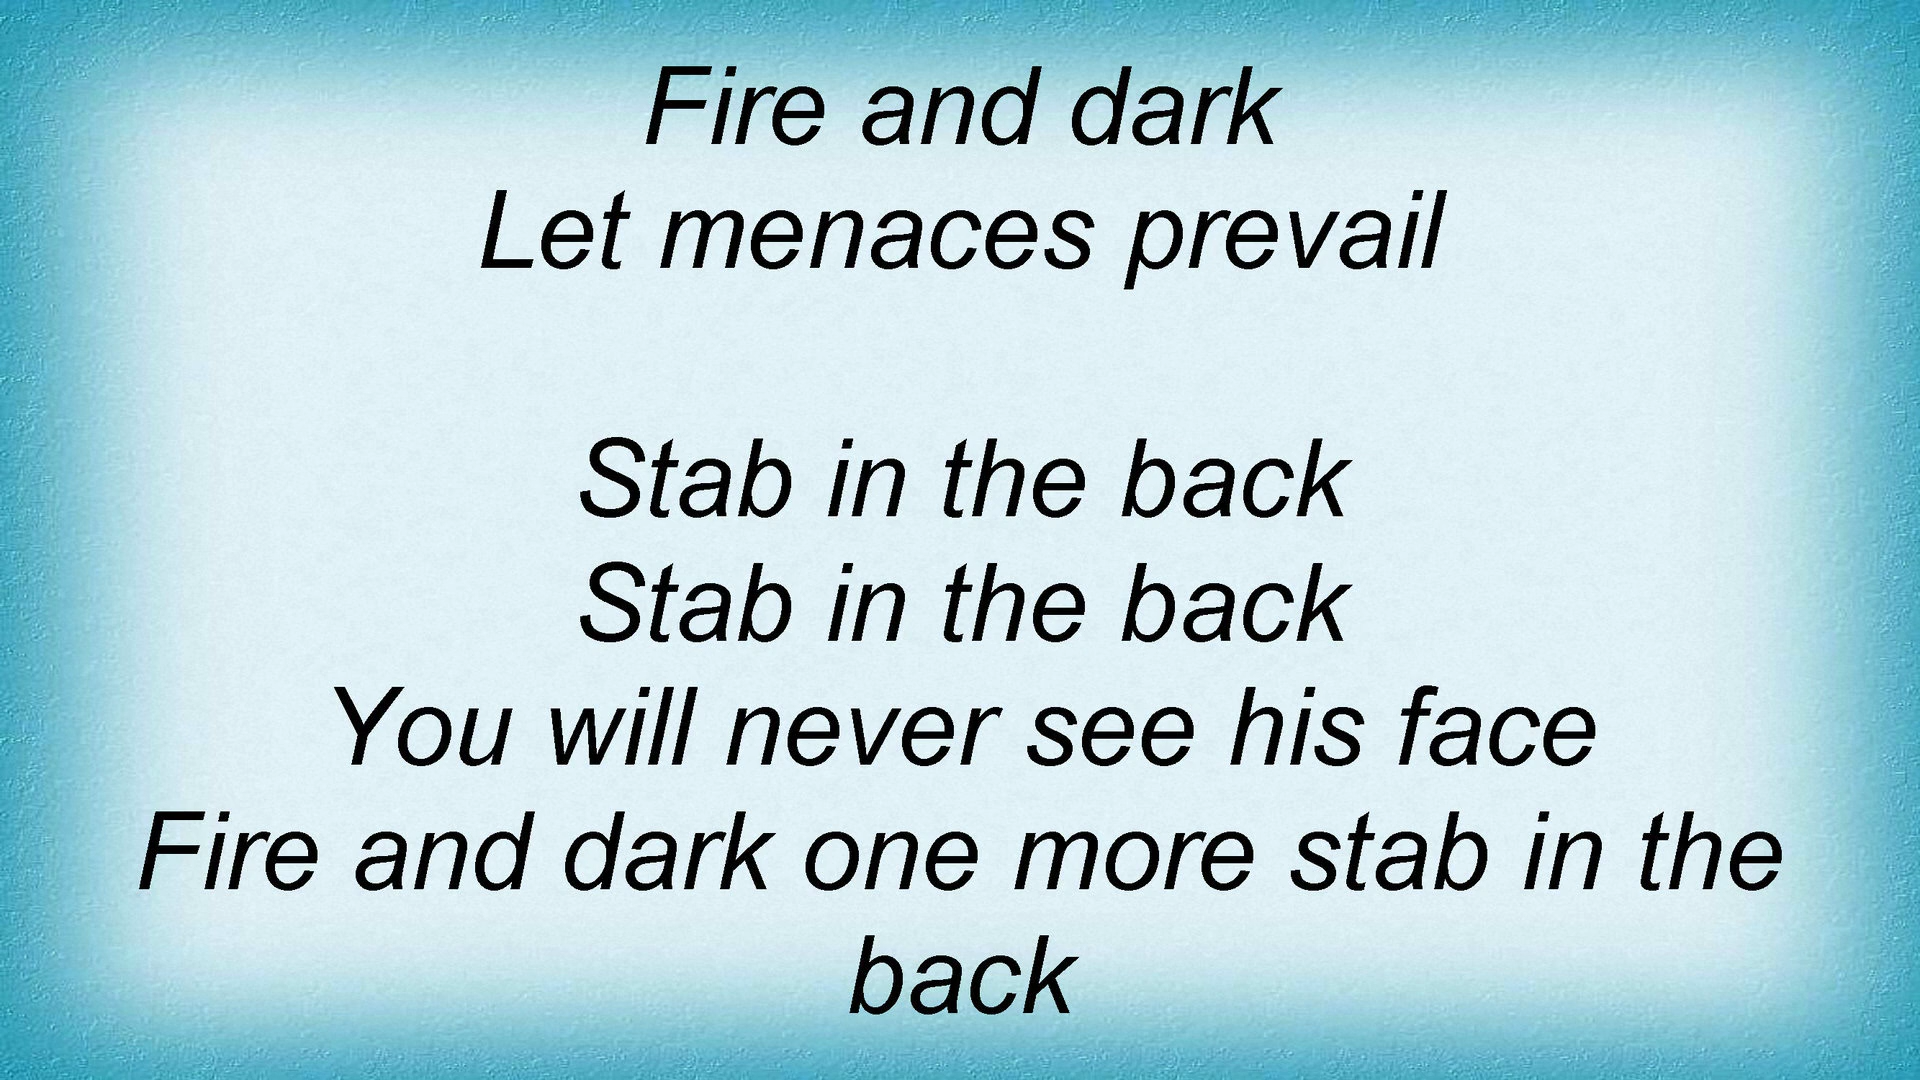 Fire and dark
Let menaces prevail
Stab in the back
Stab in the back
You will never see his face
Fire and dark one more stab in the
back